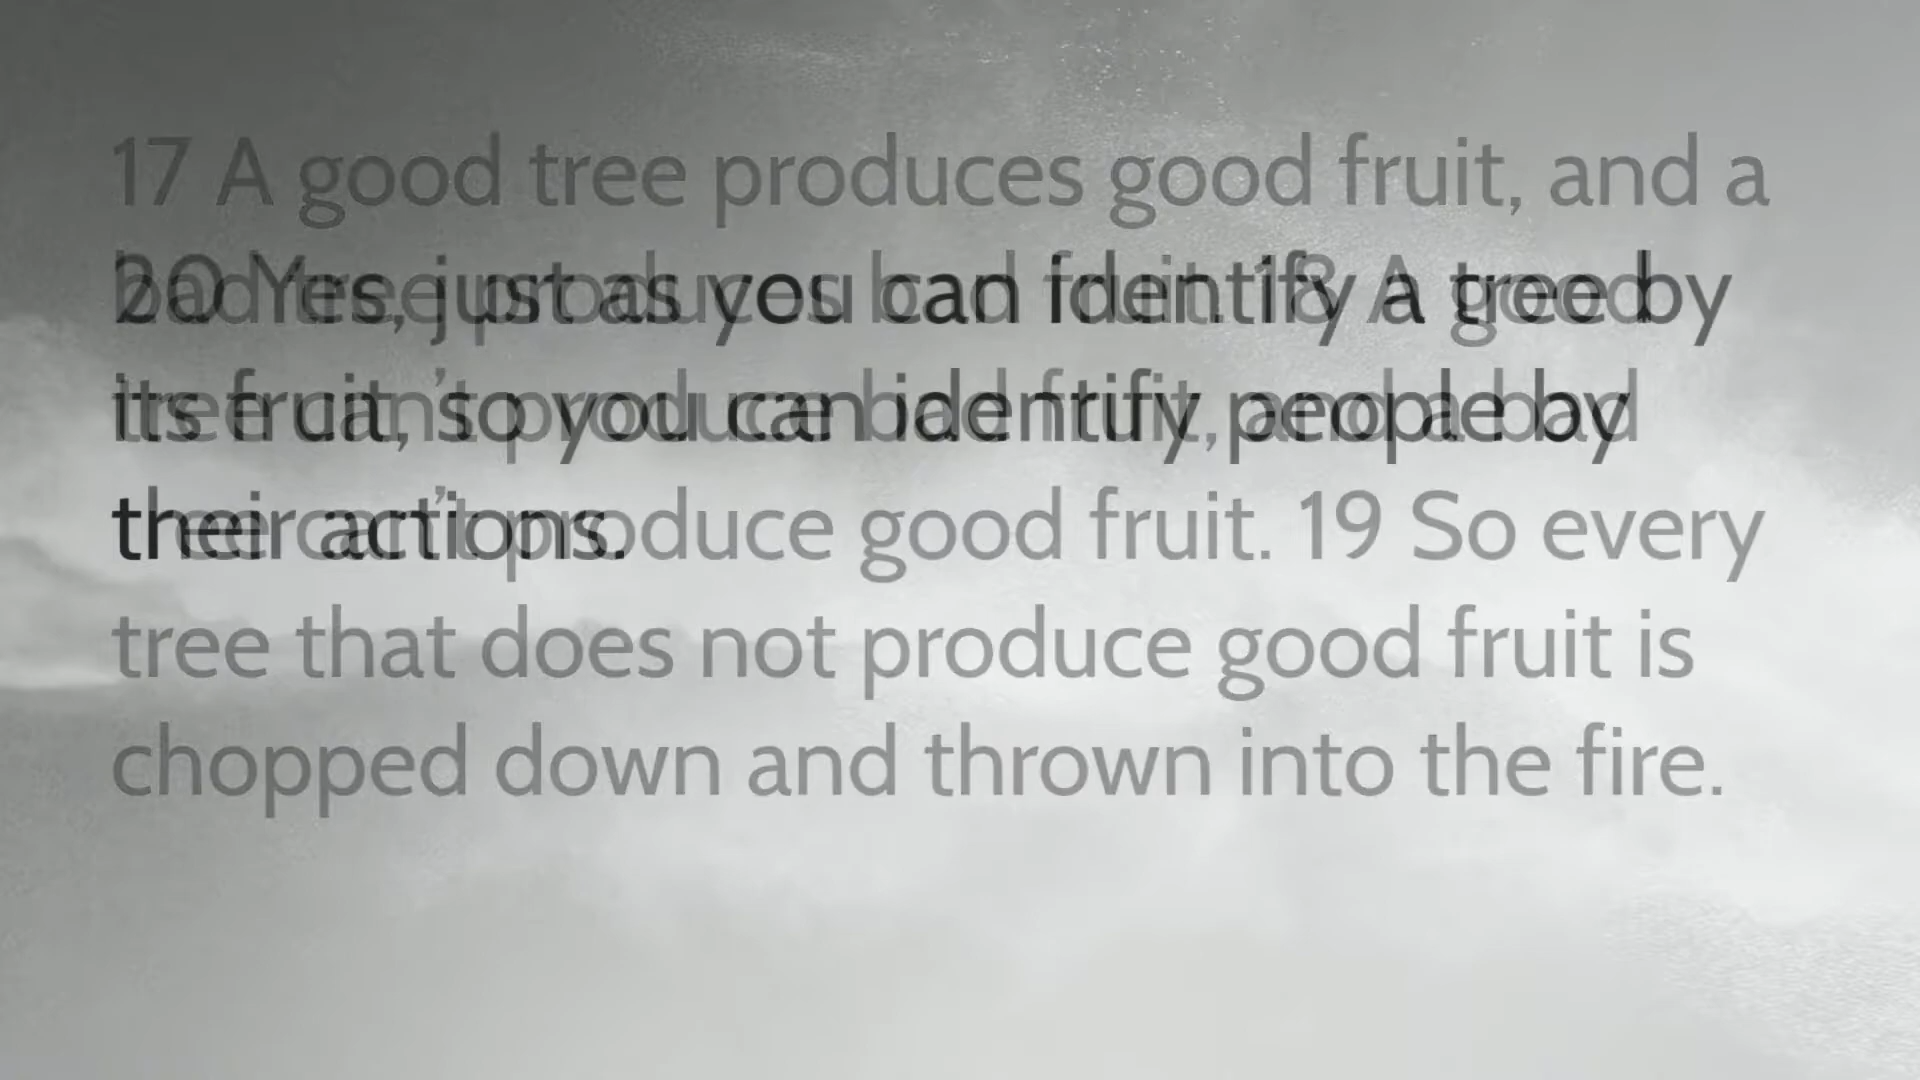 17 A good tree produces good fruit, and a
bad tree produces bad fruit. 18 A good
tree can't produce bad fruit, and a bad
tree can't produce good fruit. 19 So every
tree that does not produce good fruit is
chopped down and thrown into the fire.
20 Yes, just as you can identify a tree by
its fruit, so you can identify people by
their actions.